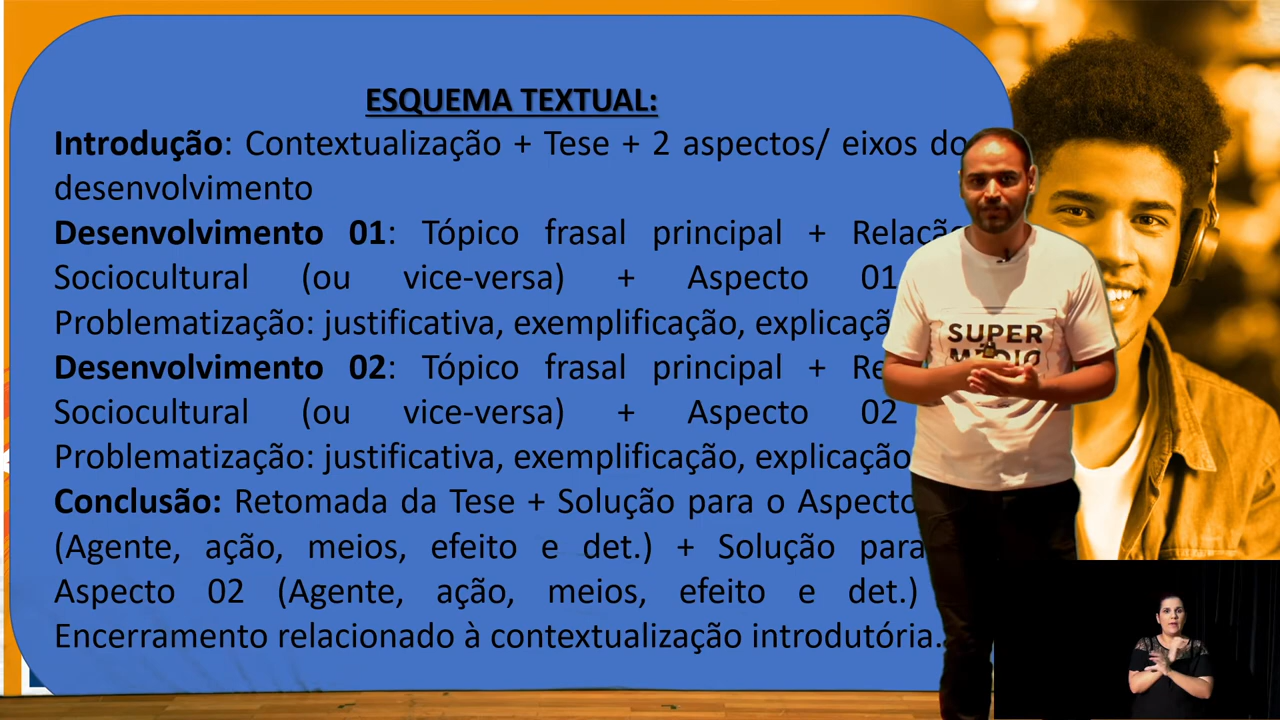 ESQUEMA TEXTUAL:
Introdução: Contextualização + Tese + 2 aspectos/ eixos do
desenvolvimento
Desenvolvimento 01: Tópico frasal principal + Relação
Sociocultural (ou vice-versa) + Aspecto 01
Problematização: justificativa, exemplificação, explicaçã
Desenvolvimento 02: Tópico frasal principal + Re
Sociocultural (ou vice-versa) + Aspecto 02
Problematização: justificativa, exemplificação, explicação
Conclusão: Retomada da Tese + Solução para o Aspecto
(Agente, ação, meios, efeito e det.) + Solução para
Aspecto 02 (Agente, ação, meios, efeito e det.)
Encerramento relacionado à contextualização introdutória.
SUPER
MÉDIO